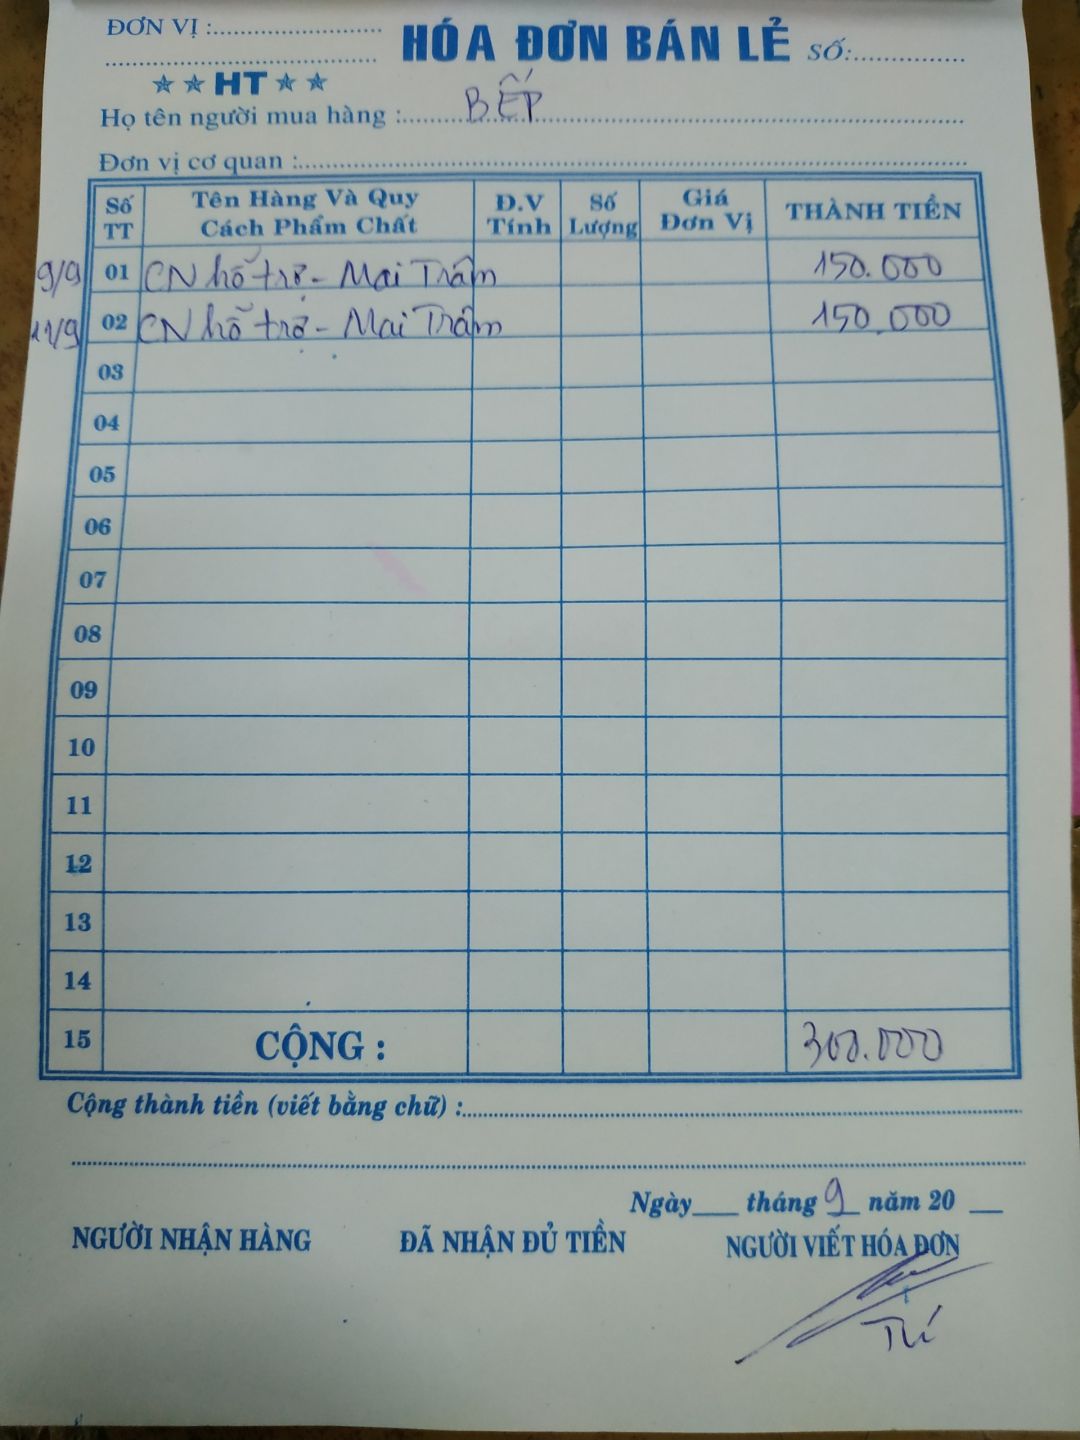 ĐƠN VỊ :
HÓA ĐƠN BÁN LẺ SỐ:
HT
Họ tên người mua hàng : BẾP
Đơn vị cơ quan :
Số TT Tên Hàng Và Quy Cách Phẩm Chất Đ.V Tính Số Lượng Giá Đơn Vị THÀNH TIỀN
9/9 01 CN hỗ trợ - Mai Trâm 150.000
11/9 02 CN hỗ trợ - Mai Trâm 150.000
03
04
05
06
07
08
09
10
11
12
13
14
15 CỘNG : 300.000
Cộng thành tiền (viết bằng chữ) :
Ngày ___ tháng 9 năm 20 __
NGƯỜI NHẬN HÀNG ĐÃ NHẬN ĐỦ TIỀN NGƯỜI VIẾT HÓA ĐƠN